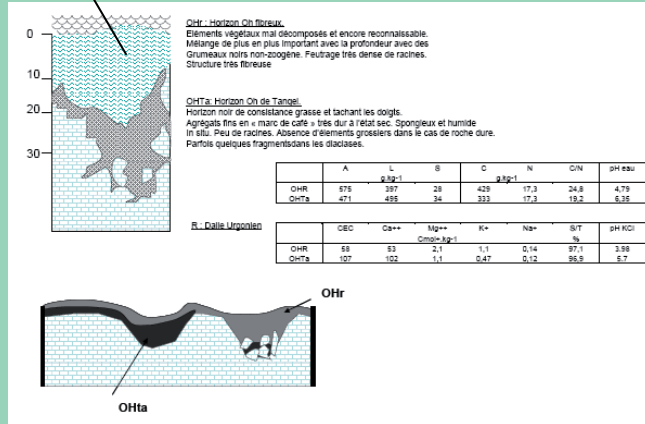 OHr : Horizon Oh fibreux.
Eléments végétaux mal décomposés et encore reconnaissable.
Mélange de plus en plus important avec la profondeur avec des
Grumeaux noirs non-zoogène. Feutrage très dense de racines.
Structure très fibreuse
0
10
20
30
OHTa: Horizon Oh de Tangel.
Horizon noir de consistance grasse et tachant les doigts.
Agrégats fins en « marc de café » très dur à l'état sec. Spongieux et humide
In situ. Peu de racines. Absence d'élements grossiers dans le cas de roche dure.
Parfois quelques fragmentsdans les diaclases.
A L S C N C/N pH eau
g.kg-1 g.kg-1
OHR 575 397 28 429 17,3 24,8 4,79
OHTa 471 495 34 333 17,3 19,2 6,35
R : Dalle Urgonien
CEC Ca++ Mg++ K+ Na+ S/T pH KCl
Cmol+.kg-1 %
OHR 58 53 2,1 1,1 0,14 97,1 3.98
OHTa 107 102 1,1 0,47 0,12 96,9 5.7
OHr
OHta